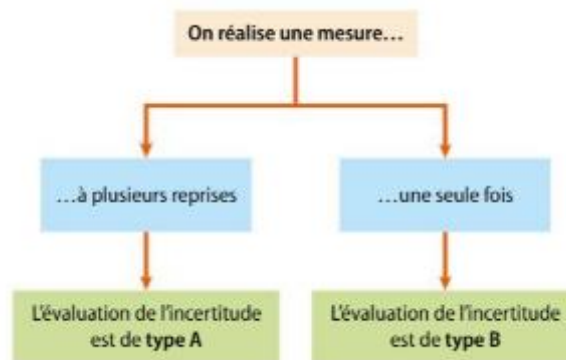 On réalise une mesure…
…à plusieurs reprises
…une seule fois
L'évaluation de l'incertitude
est de type A
L'évaluation de l'incertitude
est de type B